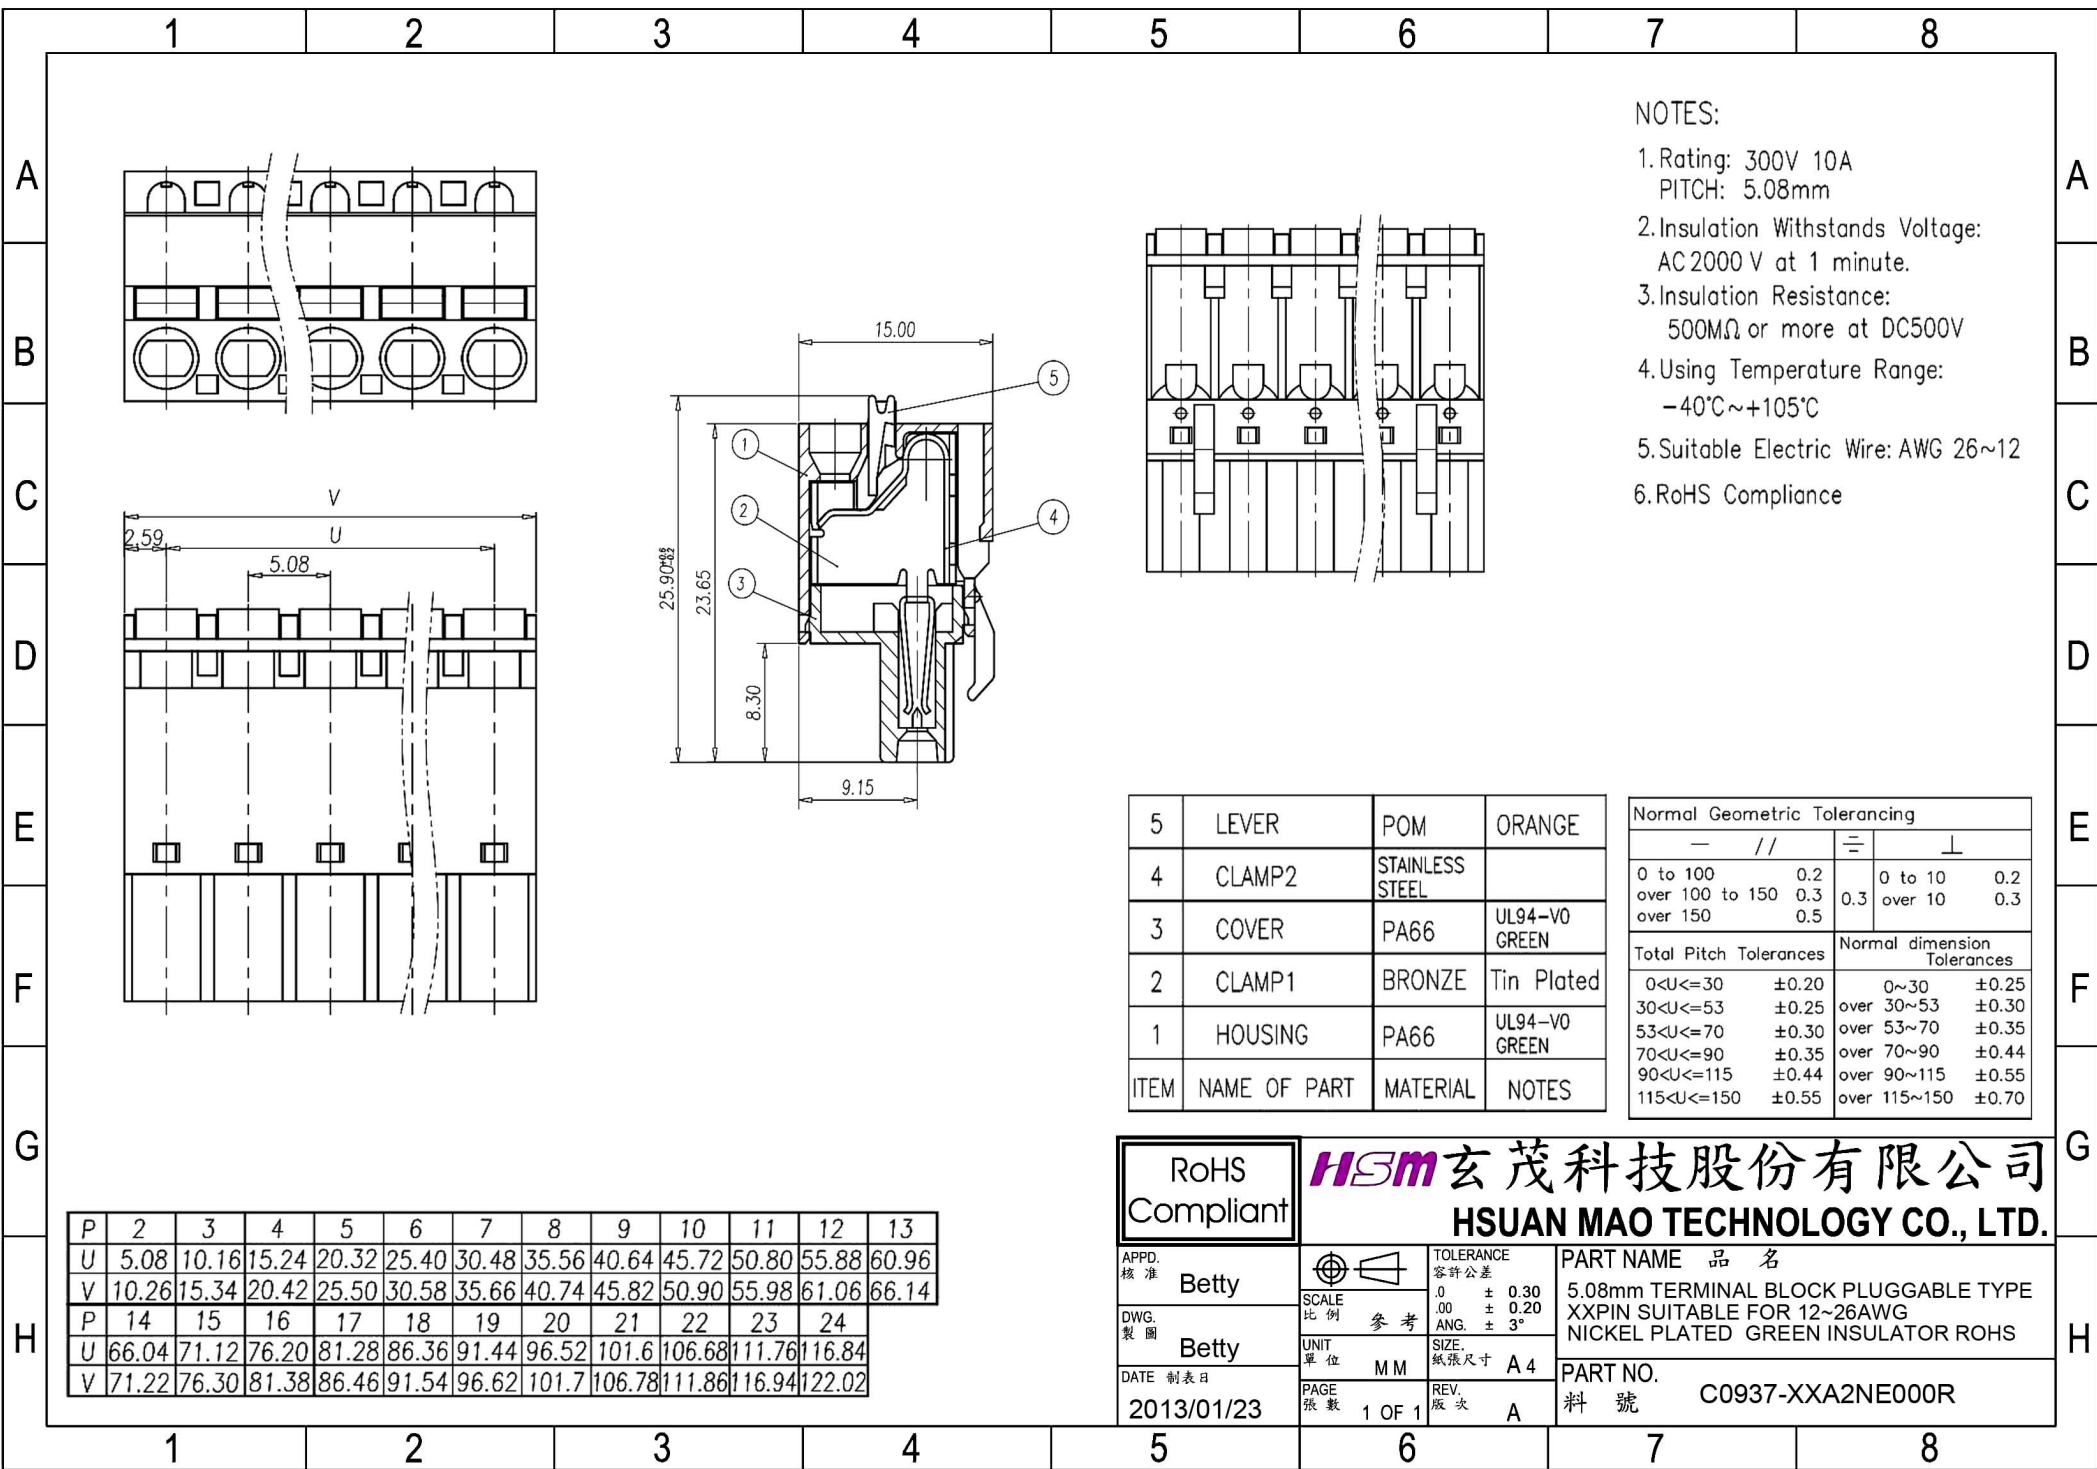 1 2 3 4 5 6 7 8
A
B
C
D
E
F
G
H
A
B
C
D
E
F
G
H
NOTES:
1. Rating: 300V 10A
PITCH: 5.08mm
2. Insulation Withstands Voltage:
AC 2000 V at 1 minute.
3. Insulation Resistance:
500MΩ or more at DC500V
4. Using Temperature Range:
-40℃~+105℃
5. Suitable Electric Wire: AWG 26~12
6. RoHS Compliance
V
2.59 U
5.08
15.00
5
1
2
4
3
25.90 +0.6 -0.2
23.65
8.30
9.15
5 LEVER POM ORANGE
4 CLAMP2 STAINLESS STEEL
3 COVER PA66 UL94-V0 GREEN
2 CLAMP1 BRONZE Tin Plated
1 HOUSING PA66 UL94-V0 GREEN
ITEM NAME OF PART MATERIAL NOTES
Normal Geometric Tolerancing
— // ⌯ ⊥
0 to 100 0.2
over 100 to 150 0.3
over 150 0.5
0.3
0 to 10 0.2
over 10 0.3
Total Pitch Tolerances
0<U<=30 ±0.20
30<U<=53 ±0.25
53<U<=70 ±0.30
70<U<=90 ±0.35
90<U<=115 ±0.44
115<U<=150 ±0.55
Normal dimension
Tolerances
0~30 ±0.25
over 30~53 ±0.30
over 53~70 ±0.35
over 70~90 ±0.44
over 90~115 ±0.55
over 115~150 ±0.70
P 2 3 4 5 6 7 8 9 10 11 12 13
U 5.08 10.16 15.24 20.32 25.40 30.48 35.56 40.64 45.72 50.80 55.88 60.96
V 10.26 15.34 20.42 25.50 30.58 35.66 40.74 45.82 50.90 55.98 61.06 66.14
P 14 15 16 17 18 19 20 21 22 23 24
U 66.04 71.12 76.20 81.28 86.36 91.44 96.52 101.6 106.68 111.76 116.84
V 71.22 76.30 81.38 86.46 91.54 96.62 101.7 106.78 111.86 116.94 122.02
RoHS
Compliant
HSM 玄茂科技股份有限公司
HSUAN MAO TECHNOLOGY CO., LTD.
APPD.
核 准 Betty
DWG.
製 圖 Betty
DATE 制表日
2013/01/23
SCALE
比 例 參 考
UNIT
單 位 M M
PAGE
張 數 1 OF 1
TOLERANCE
容許公差
.0 ± 0.30
.00 ± 0.20
ANG. ± 3°
SIZE.
紙張尺寸 A 4
REV.
版 次 A
PART NAME 品 名
5.08mm TERMINAL BLOCK PLUGGABLE TYPE
XXPIN SUITABLE FOR 12~26AWG
NICKEL PLATED GREEN INSULATOR ROHS
PART NO.
料 號 C0937-XXA2NE000R
1 2 3 4 5 6 7 8